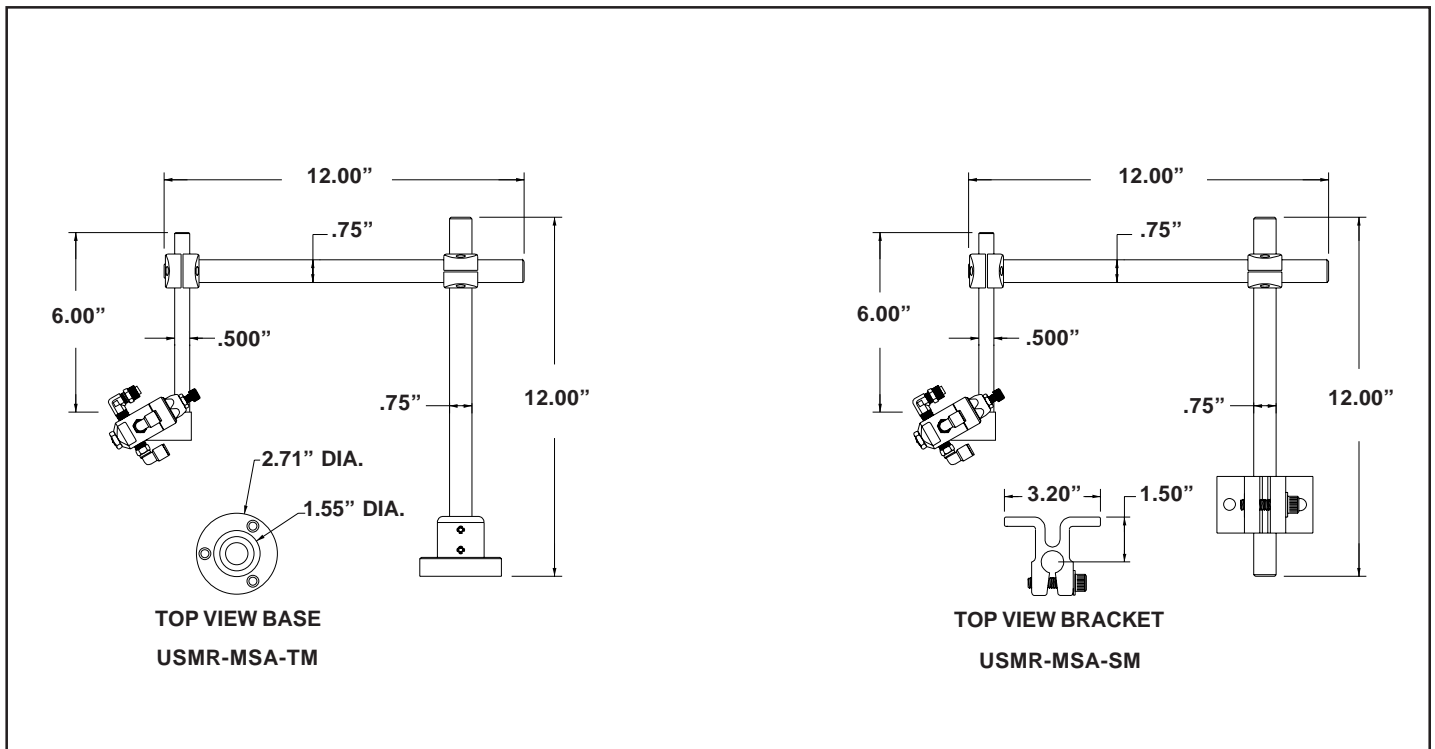 12.00”
.75”
6.00”
.500”
.75”
12.00”
2.71” DIA.
1.55” DIA.
TOP VIEW BASE
USMR-MSA-TM
12.00”
.75”
6.00”
.500”
.75”
12.00”
3.20”
1.50”
TOP VIEW BRACKET
USMR-MSA-SM